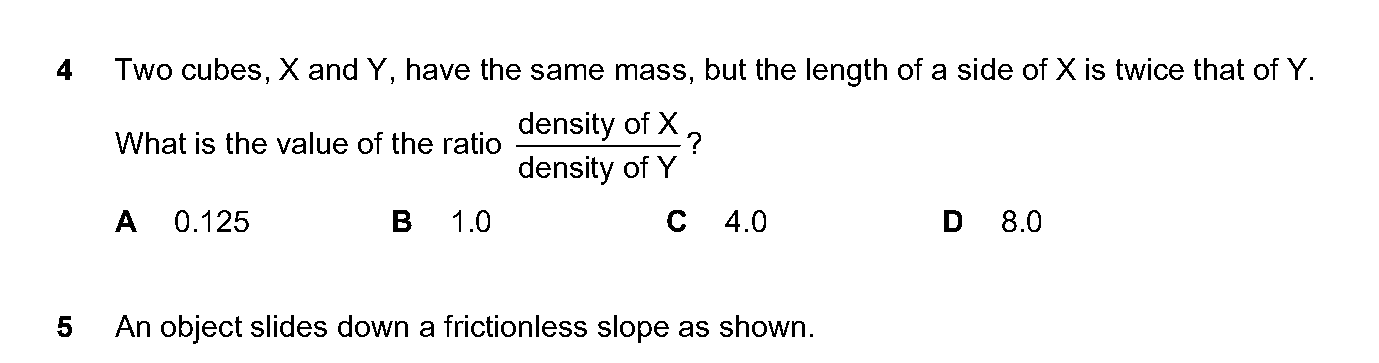 4 Two cubes, X and Y, have the same mass, but the length of a side of X is twice that of Y.
What is the value of the ratio density of X / density of Y ?
A 0.125 B 1.0 C 4.0 D 8.0
5 An object slides down a frictionless slope as shown.